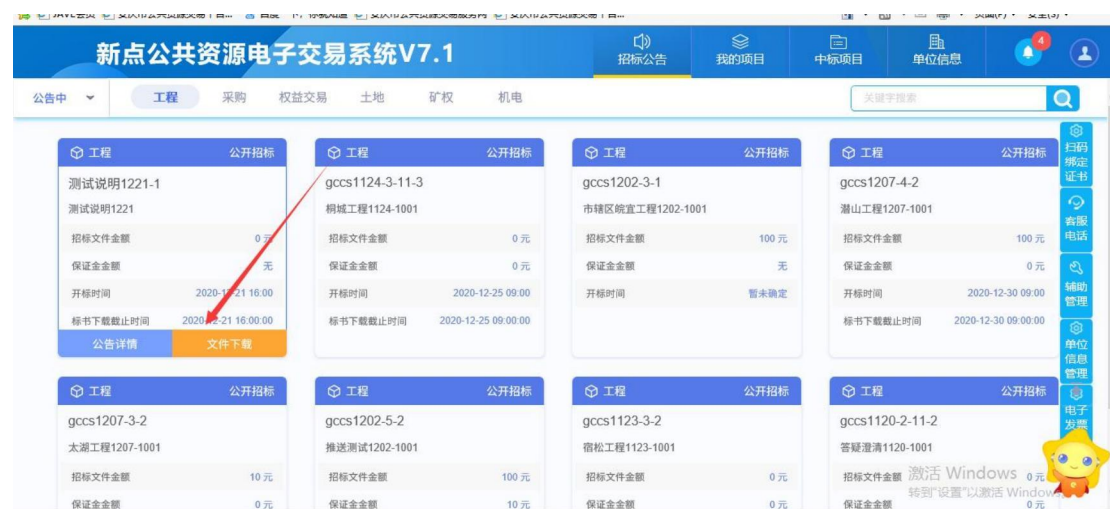 新点公共资源电子交易系统V7.1
招标公告
我的项目
中标项目
单位信息
4
公告中
工程
采购
权益交易
土地
矿权
机电
关键字搜索
工程 公开招标
测试说明1221-1
测试说明1221
招标文件金额 0 元
保证金金额 无
开标时间 2020-12-21 16:00
标书下载截止时间 2020-12-21 16:00:00
公告详情 文件下载
工程 公开招标
gccs1124-3-11-3
桐城工程1124-1001
招标文件金额 0 元
保证金金额 0 元
开标时间 2020-12-25 09:00
标书下载截止时间 2020-12-25 09:00:00
工程 公开招标
gccs1202-3-1
市辖区皖宜工程1202-1001
招标文件金额 100 元
保证金金额 无
开标时间 暂未确定
工程 公开招标
gccs1207-4-2
潜山工程1207-1001
招标文件金额 100 元
保证金金额 0 元
开标时间 2020-12-30 09:00
标书下载截止时间 2020-12-30 09:00:00
工程 公开招标
gccs1207-3-2
太湖工程1207-1001
招标文件金额 10 元
保证金金额 0 元
工程 公开招标
gccs1202-5-2
推送测试1202-1001
招标文件金额 100 元
保证金金额 10 元
工程 公开招标
gccs1123-3-2
宿松工程1123-1001
招标文件金额 0 元
保证金金额 0 元
工程 公开招标
gccs1120-2-11-2
答疑澄清1120-1001
招标文件金额 0 元
保证金金额 0 元
扫码
绑定
证书
客服
电话
辅助
管理
单位
信息
管理
电子
发票
激活 Windows
转到"设置"以激活 Windows